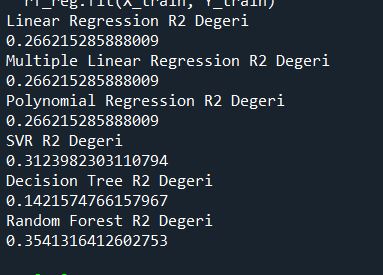 rf_reg.fit(X_train, Y_train)
Linear Regression R2 Degeri
0.266215285888009
Multiple Linear Regression R2 Degeri
0.266215285888009
Polynomial Regression R2 Degeri
0.266215285888009
SVR R2 Degeri
0.3123982303110794
Decision Tree R2 Degeri
0.1421574766157967
Random Forest R2 Degeri
0.3541316412602753